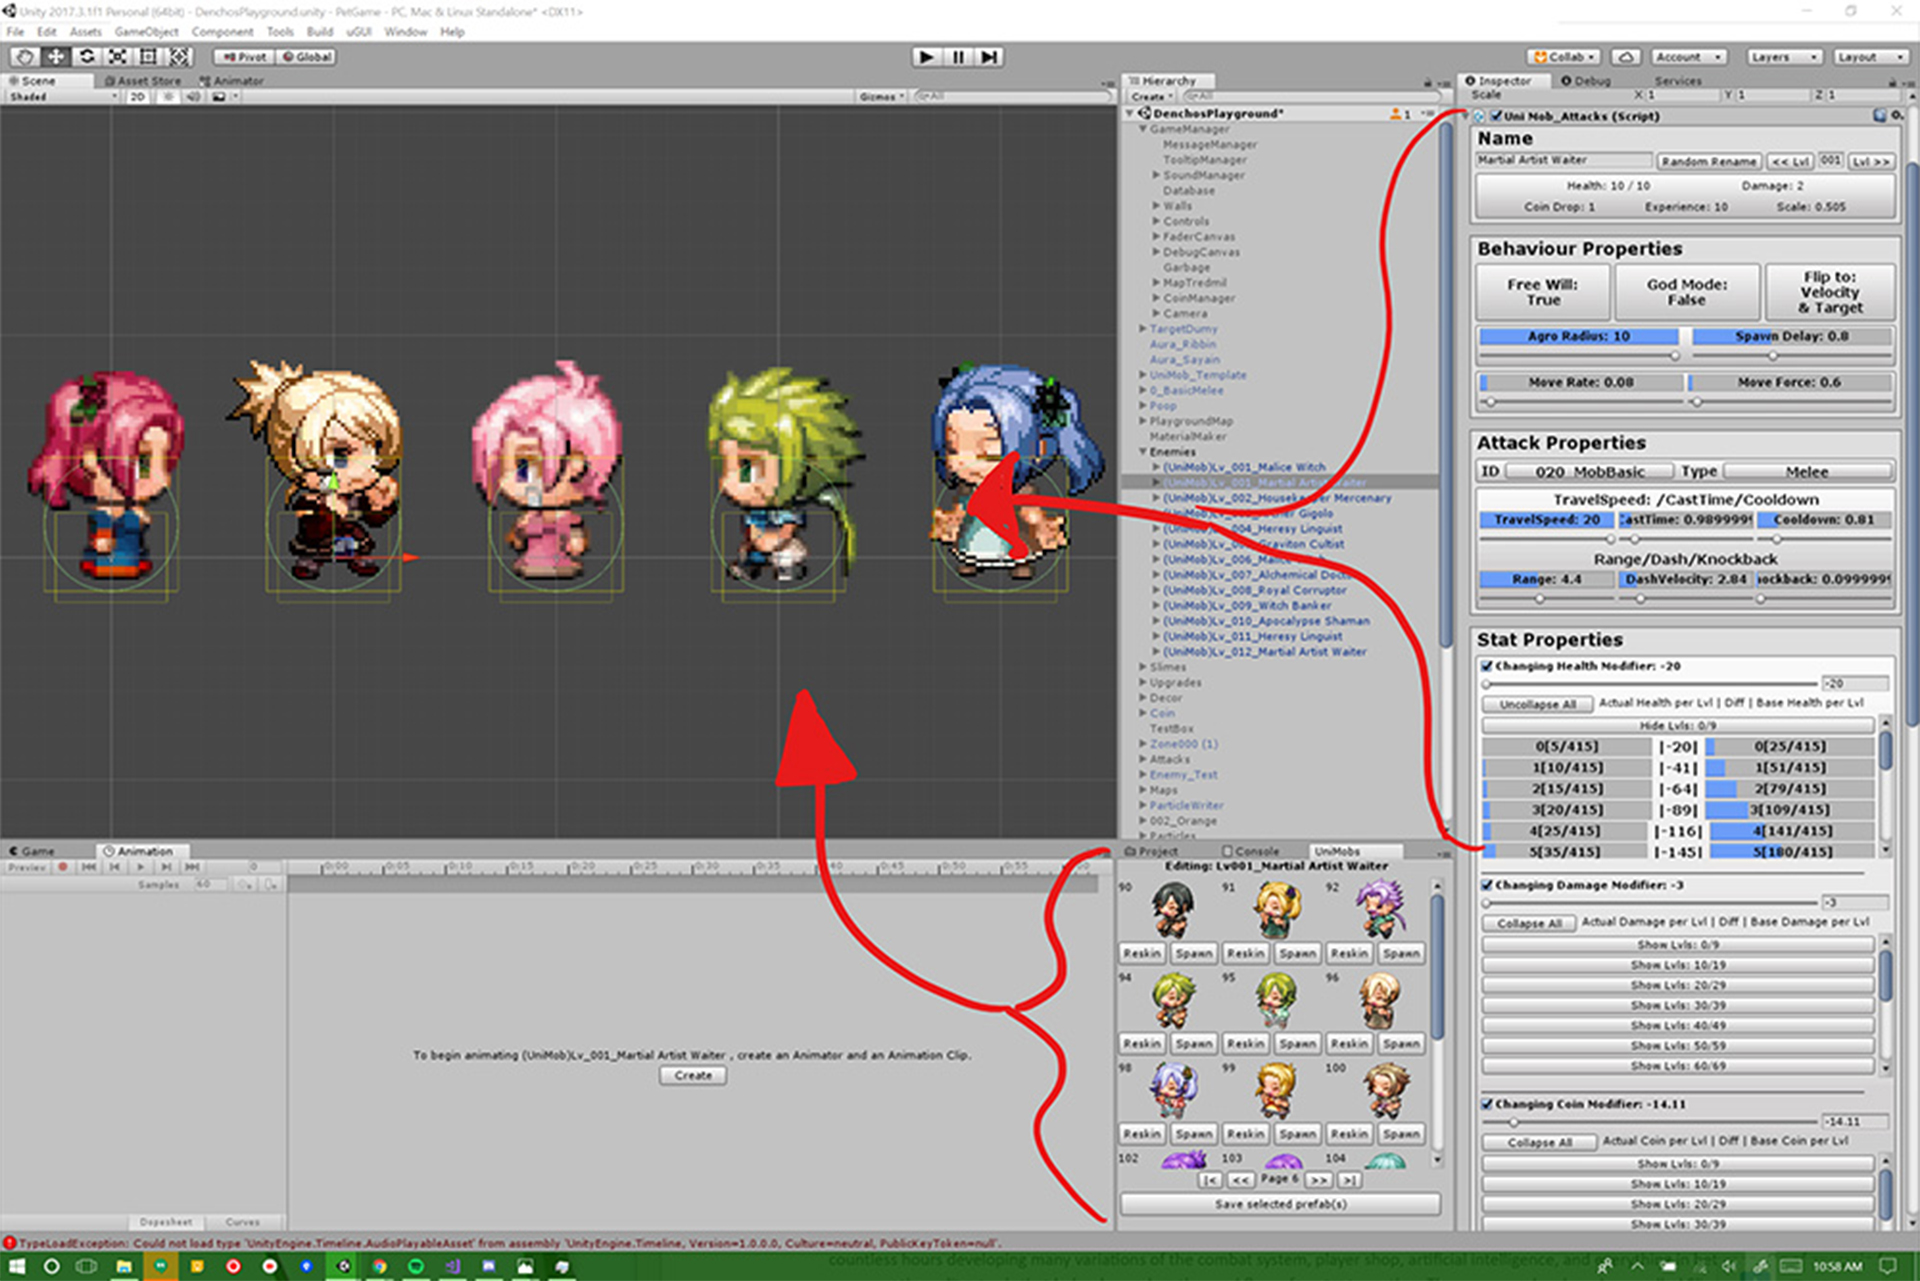 Unity 2017.3.1f1 Personal (64bit) - DenchosPlayground.unity - PetGame - PC, Mac & Linux Standalone* <DX11>
File Edit Assets GameObject Component Tools Build uGUI Window Help
Pivot Global
Collab Account Layers Layout
Scene Asset Store Animator
Shaded 2D Gizmos All
Hierarchy
Create All
DenchosPlayground* 1
GameManager
MessageManager
TooltipManager
SoundManager
Database
Walls
Controls
FaderCanvas
DebugCanvas
Garbage
MapTredmil
CoinManager
Camera
TargetDumy
Aura_Ribbin
Aura_Sayain
UniMob_Template
0_BasicMelee
Poop
PlaygroundMap
MaterialMaker
Enemies
(UniMob)Lv_001_Malice Witch
(UniMob)Lv_001_Martial Artist Waiter
(UniMob)Lv_002_Housekeeper Mercenary
Gigolo
004_Heresy Linguist
Graviton Cultist
(UniMob)Lv_006_
(UniMob)Lv_007_Alchemical
(UniMob)Lv_008_Royal Corruptor
(UniMob)Lv_009_Witch Banker
(UniMob)Lv_010_Apocalypse Shaman
(UniMob)Lv_011_Heresy Linguist
(UniMob)Lv_012_Martial Artist Waiter
Slimes
Upgrades
Decor
Coin
TestBox
Zone000 (1)
Attacks
Enemy_Test
Maps
ParticleWriter
002_Orange
Particles
Inspector Debug Services
Scale X 1 Y 1 Z 1
Uni Mob_Attacks (Script)
Name
Martial Artist Waiter Random Rename << Lvl 001 Lvl >>
Health: 10 / 10 Damage: 2
Coin Drop: 1 Experience: 10 Scale: 0.505
Behaviour Properties
Free Will: True God Mode: False Flip to: Velocity & Target
Agro Radius: 10 Spawn Delay: 0.8
Move Rate: 0.08 Move Force: 0.6
Attack Properties
ID 020_MobBasic Type Melee
TravelSpeed: /CastTime/Cooldown
TravelSpeed: 20 astTime: 0.9899999 Cooldown: 0.81
Range/Dash/Knockback
Range: 4.4 DashVelocity: 2.84 ockback: 0.0999999
Stat Properties
Changing Health Modifier: -20
-20
Uncollapse All Actual Health per Lvl | Diff | Base Health per Lvl
Hide Lvls: 0/9
0[5/415] |-20| 0[25/415]
1[10/415] |-41| 1[51/415]
2[15/415] |-64| 2[79/415]
3[20/415] |-89| 3[109/415]
4[25/415] |-116| 4[141/415]
5[35/415] |-145| 5[180/415]
Changing Damage Modifier: -3
-3
Collapse All Actual Damage per Lvl | Diff | Base Damage per Lvl
Show Lvls: 0/9
Show Lvls: 10/19
Show Lvls: 20/29
Show Lvls: 30/39
Show Lvls: 40/49
Show Lvls: 50/59
Show Lvls: 60/69
Changing Coin Modifier: -14.11
-14.11
Collapse All Actual Coin per Lvl | Diff | Base Coin per Lvl
Show Lvls: 0/9
Show Lvls: 10/19
Show Lvls: 20/29
Show Lvls: 30/39
Game Animation
Preview 0 0:00 0:05 0:10 0:15 0:20 0:25 0:30 0:35 :40 0:45 0:50 0:55
Samples 60
To begin animating (UniMob)Lv_001_Martial Artist Waiter , create an Animator and an Animation Clip.
Create
Dopesheet Curves
Project Console UniMobs
Editing: Lv001_Martial Artist Waiter
90 91 92
Reskin Spawn Reskin Spawn Reskin Spawn
94 95 96
Reskin Spawn Reskin Spawn Reskin Spawn
98 99 100
Reskin Spawn Reskin Spawn Reskin Spawn
102 103 104
|< << Page 6 >> >|
Save selected prefab(s)
TypeLoadException: Could not load type 'UnityEngine.Timeline.AudioPlayableAsset' from assembly 'UnityEngine.Timeline, Version=1.0.0.0, Culture=neutral, PublicKeyToken=null'.
countless hours developing many variations of the combat system, player shop, artificial intelligence, and
10:58 AM